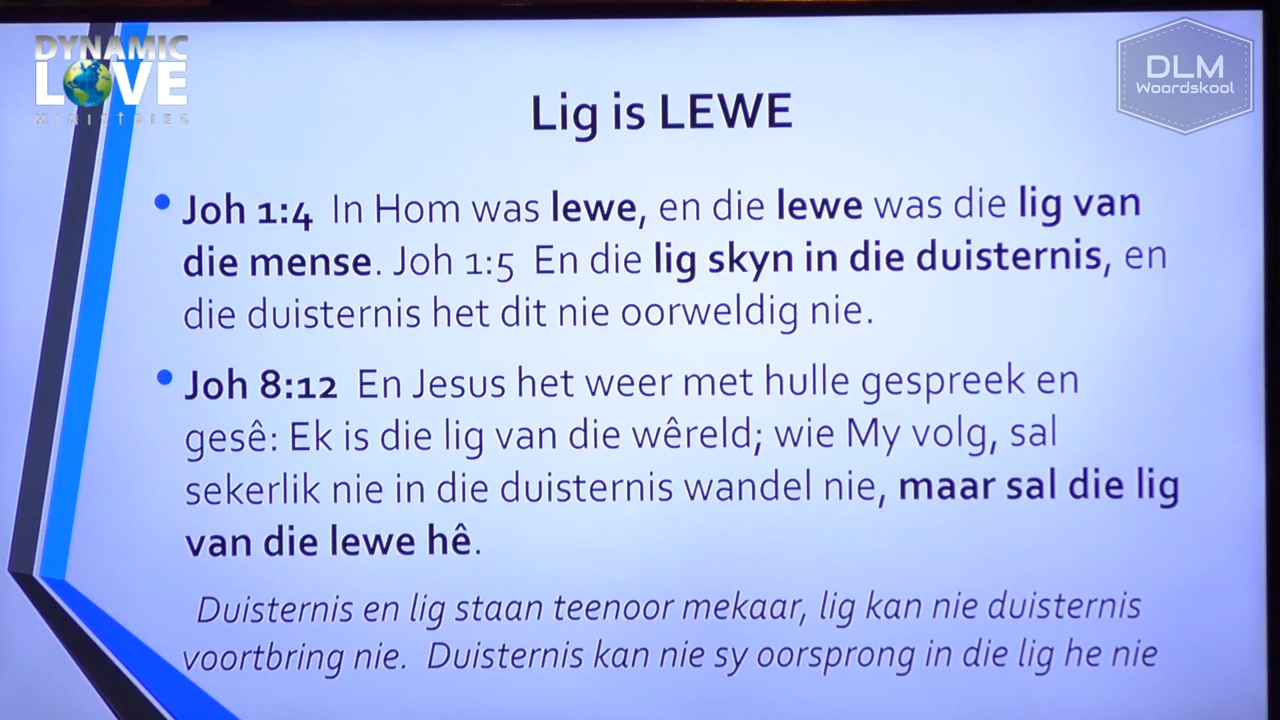 DYNAMIC
LOVE
MINISTRIES
DLM
Woordskool
Lig is LEWE
• Joh 1:4 In Hom was lewe, en die lewe was die lig van
die mense. Joh 1:5 En die lig skyn in die duisternis, en
die duisternis het dit nie oorweldig nie.
• Joh 8:12 En Jesus het weer met hulle gespreek en
gesê: Ek is die lig van die wêreld; wie My volg, sal
sekerlik nie in die duisternis wandel nie, maar sal die lig
van die lewe hê.
Duisternis en lig staan teenoor mekaar, lig kan nie duisternis
voortbring nie. Duisternis kan nie sy oorsprong in die lig he nie